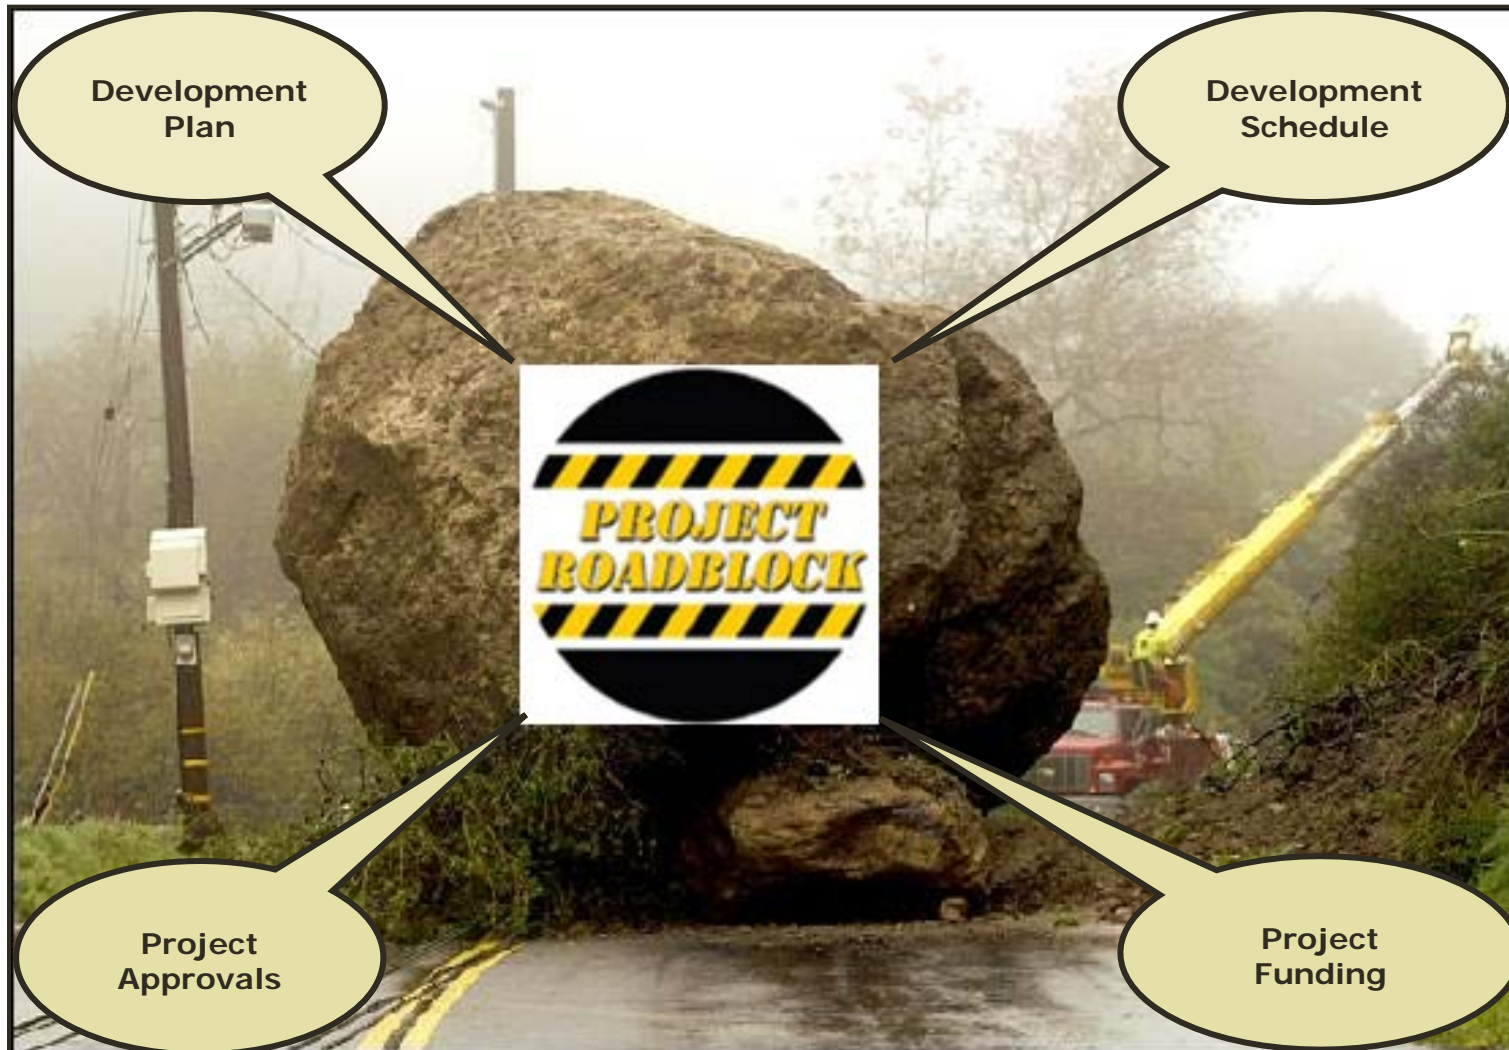 Development
Plan
Development
Schedule
PROJECT
ROADBLOCK
Project
Approvals
Project
Funding